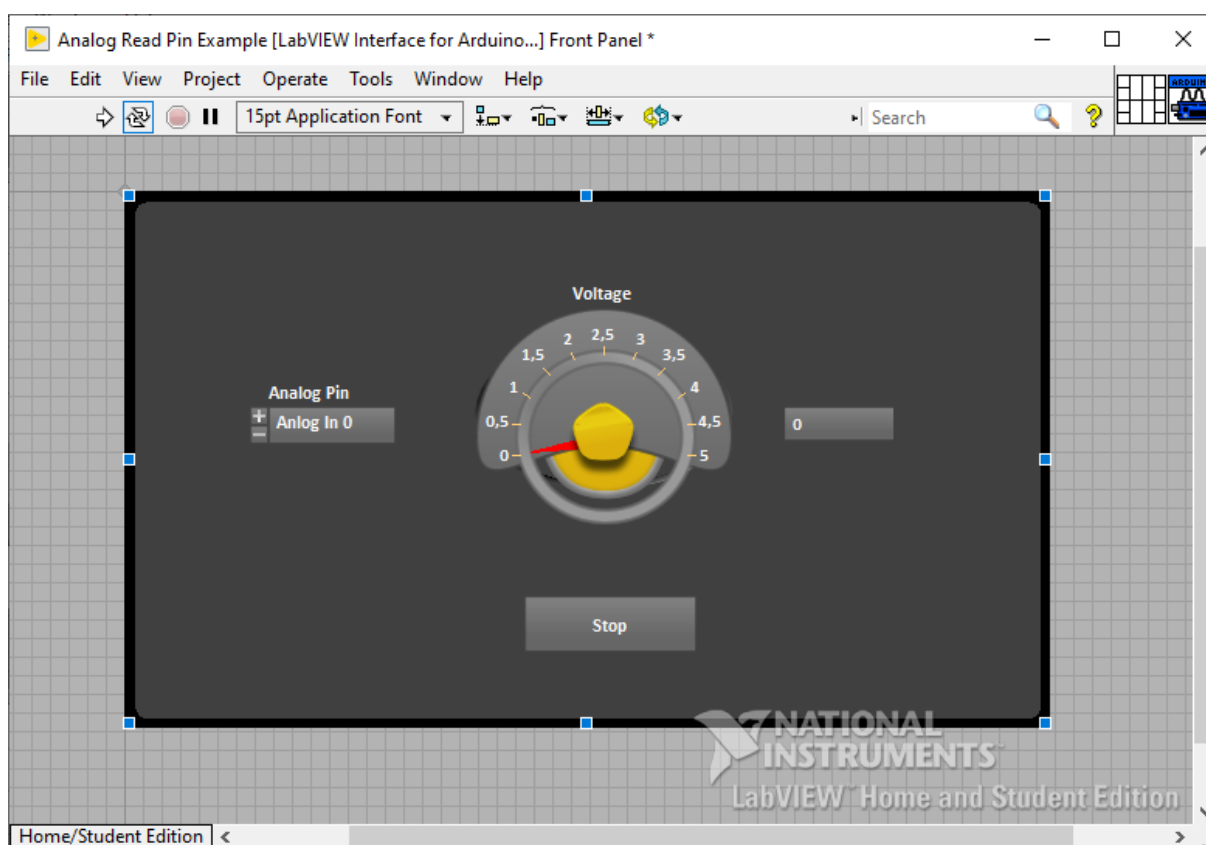 Analog Read Pin Example [LabVIEW Interface for Arduino...] Front Panel *
File Edit View Project Operate Tools Window Help
15pt Application Font
Search
ARDUIN
Voltage
0
0,5
1
1,5
2
2,5
3
3,5
4
4,5
5
Analog Pin
Anlog In 0
0
Stop
NATIONAL
INSTRUMENTS
LabVIEW™ Home and Student Edition
Home/Student Edition